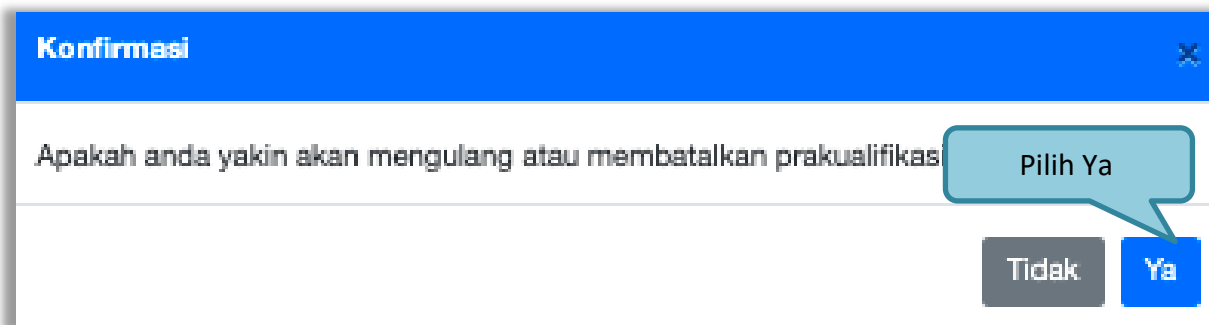 Konfirmasi
×
Apakah anda yakin akan mengulang atau membatalkan prakualifikasi
Pilih Ya
Tidak
Ya